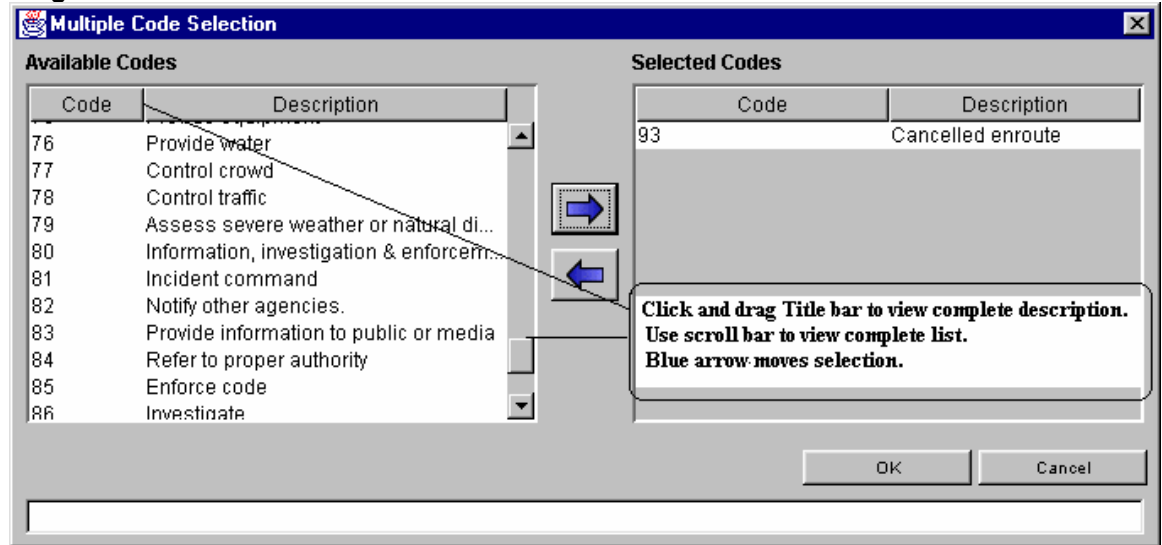 Multiple Code Selection
Available Codes
Selected Codes
Code Description
76 Provide water
77 Control crowd
78 Control traffic
79 Assess severe weather or natural di...
80 Information, investigation & enforcem...
81 Incident command
82 Notify other agencies.
83 Provide information to public or media
84 Refer to proper authority
85 Enforce code
86 Investigate
Code Description
93 Cancelled enroute
Click and drag Title bar to view complete description.
Use scroll bar to view complete list.
Blue arrow moves selection.
OK Cancel